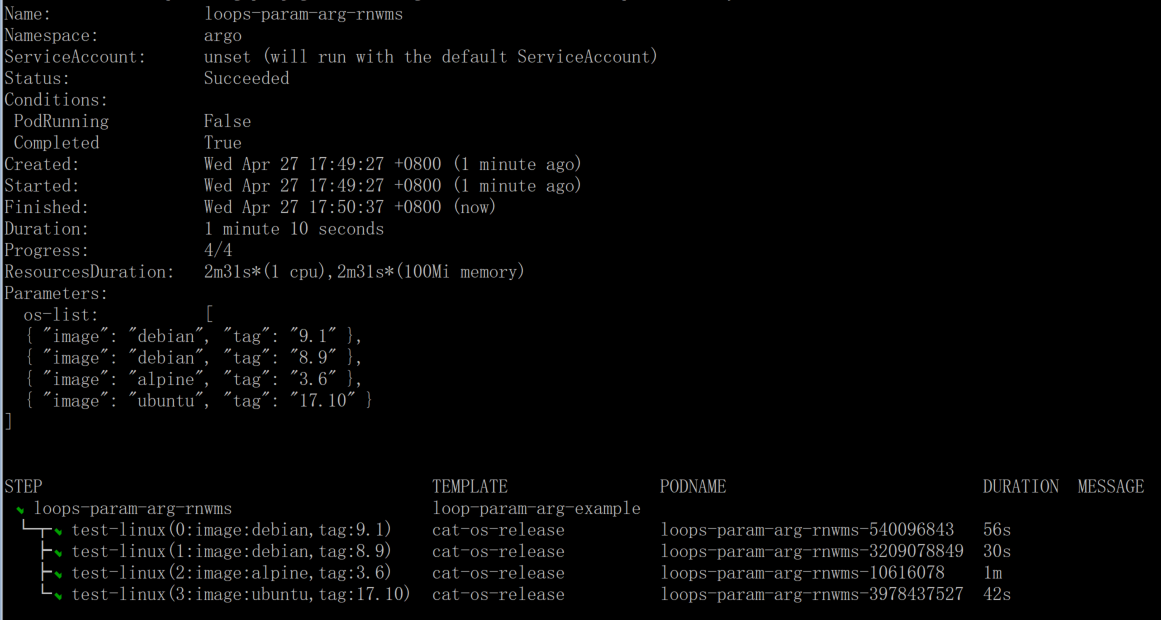 Name: loops-param-arg-rnwms
Namespace: argo
ServiceAccount: unset (will run with the default ServiceAccount)
Status: Succeeded
Conditions:
PodRunning False
Completed True
Created: Wed Apr 27 17:49:27 +0800 (1 minute ago)
Started: Wed Apr 27 17:49:27 +0800 (1 minute ago)
Finished: Wed Apr 27 17:50:37 +0800 (now)
Duration: 1 minute 10 seconds
Progress: 4/4
ResourcesDuration: 2m31s*(1 cpu),2m31s*(100Mi memory)
Parameters:
os-list: [
{ "image": "debian", "tag": "9.1" },
{ "image": "debian", "tag": "8.9" },
{ "image": "alpine", "tag": "3.6" },
{ "image": "ubuntu", "tag": "17.10" }
]
STEP TEMPLATE PODNAME DURATION MESSAGE
loops-param-arg-rnwms loop-param-arg-example
test-linux(0:image:debian,tag:9.1) cat-os-release loops-param-arg-rnwms-540096843 56s
test-linux(1:image:debian,tag:8.9) cat-os-release loops-param-arg-rnwms-3209078849 30s
test-linux(2:image:alpine,tag:3.6) cat-os-release loops-param-arg-rnwms-10616078 1m
test-linux(3:image:ubuntu,tag:17.10) cat-os-release loops-param-arg-rnwms-3978437527 42s